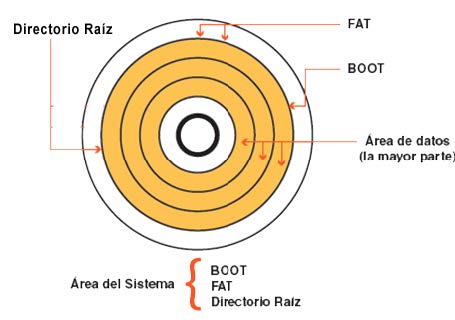 FAT
Directorio Raíz
BOOT
Área de datos
(la mayor parte)
Área del Sistema
BOOT
FAT
Directorio Raíz